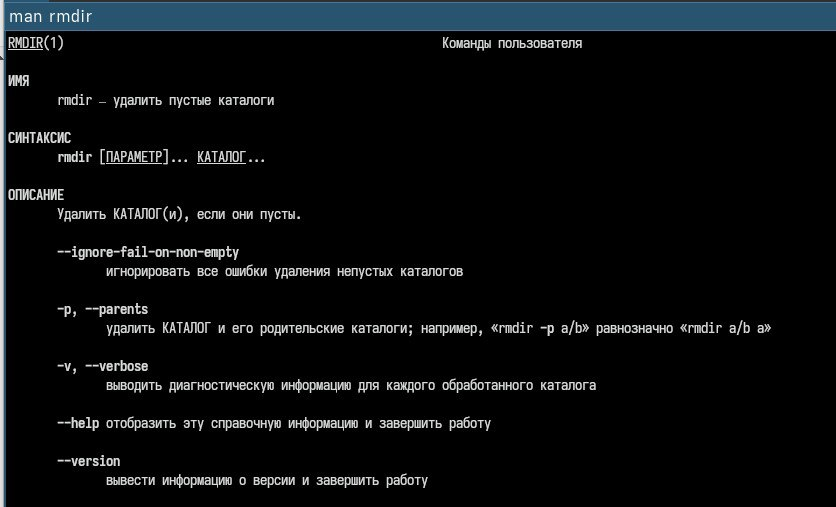 man rmdir
RMDIR(1) Команды пользователя
ИМЯ
rmdir – удалить пустые каталоги
СИНТАКСИС
rmdir [ПАРАМЕТР]... КАТАЛОГ...
ОПИСАНИЕ
Удалить КАТАЛОГ(и), если они пусты.
--ignore-fail-on-non-empty
игнорировать все ошибки удаления непустых каталогов
-p, --parents
удалить КАТАЛОГ и его родительские каталоги; например, «rmdir -p a/b» равнозначно «rmdir a/b a»
-v, --verbose
выводить диагностическую информацию для каждого обработанного каталога
--help отобразить эту справочную информацию и завершить работу
--version
вывести информацию о версии и завершить работу